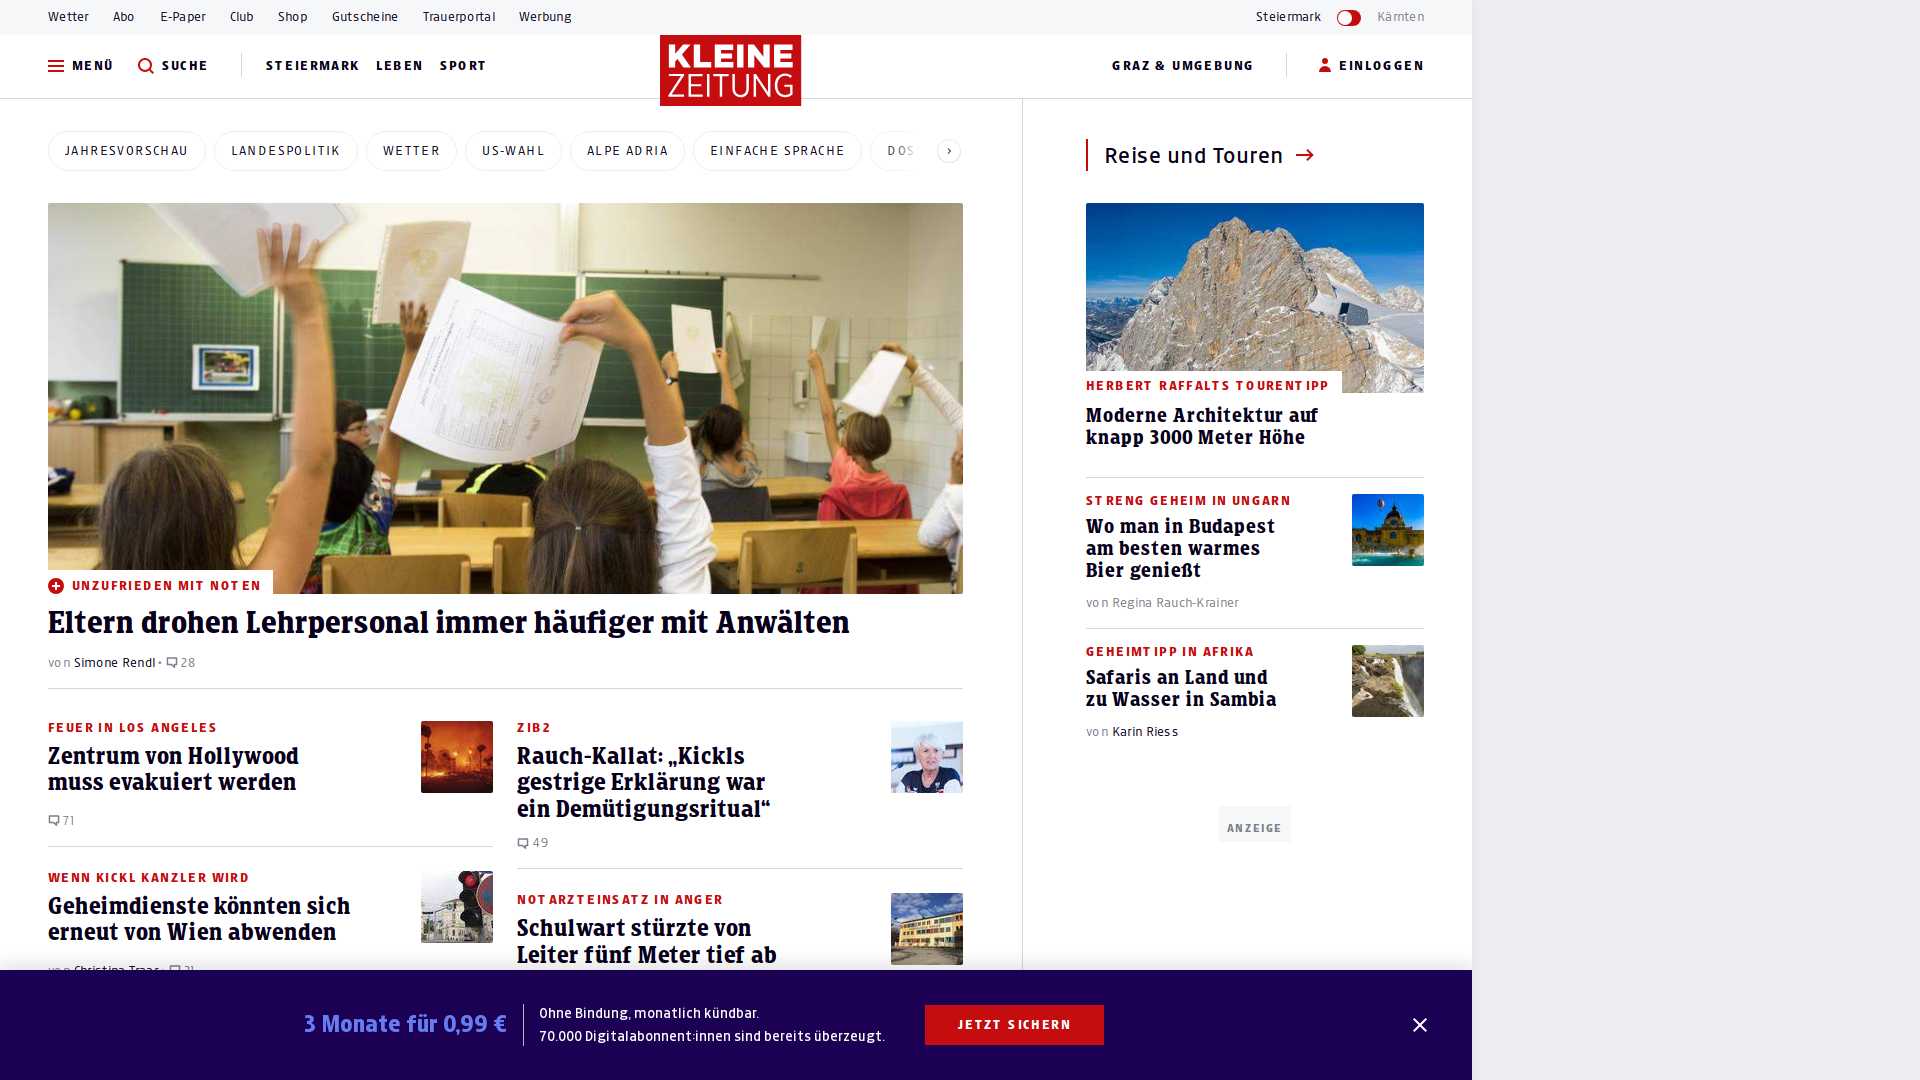 Wetter
Abo
E-Paper
Club
Shop
Gutscheine
Trauerportal
Werbung
Steiermark
Kärnten
MENÜ
SUCHE
STEIERMARK
LEBEN
SPORT
KLEINE
ZEITUNG
GRAZ & UMGEBUNG
EINLOGGEN
JAHRESVORSCHAU
LANDESPOLITIK
WETTER
US-WAHL
ALPE ADRIA
EINFACHE SPRACHE
DOS
UNZUFRIEDEN MIT NOTEN
Eltern drohen Lehrpersonal immer häufiger mit Anwälten
von Simone Rendl • 28
FEUER IN LOS ANGELES
Zentrum von Hollywood
muss evakuiert werden
71
WENN KICKL KANZLER WIRD
Geheimdienste könnten sich
erneut von Wien abwenden
von Christina Traar • 21
ZIB2
Rauch-Kallat: „Kickls
gestrige Erklärung war
ein Demütigungsritual“
49
NOTARZTEINSATZ IN ANGER
Schulwart stürzte von
Leiter fünf Meter tief ab
Reise und Touren
HERBERT RAFFALTS TOURENTIPP
Moderne Architektur auf
knapp 3000 Meter Höhe
STRENG GEHEIM IN UNGARN
Wo man in Budapest
am besten warmes
Bier genießt
von Regina Rauch-Krainer
GEHEIMTIPP IN AFRIKA
Safaris an Land und
zu Wasser in Sambia
von Karin Riess
ANZEIGE
3 Monate für 0,99 €
Ohne Bindung, monatlich kündbar.
70.000 Digitalabonnent:innen sind bereits überzeugt.
JETZT SICHERN